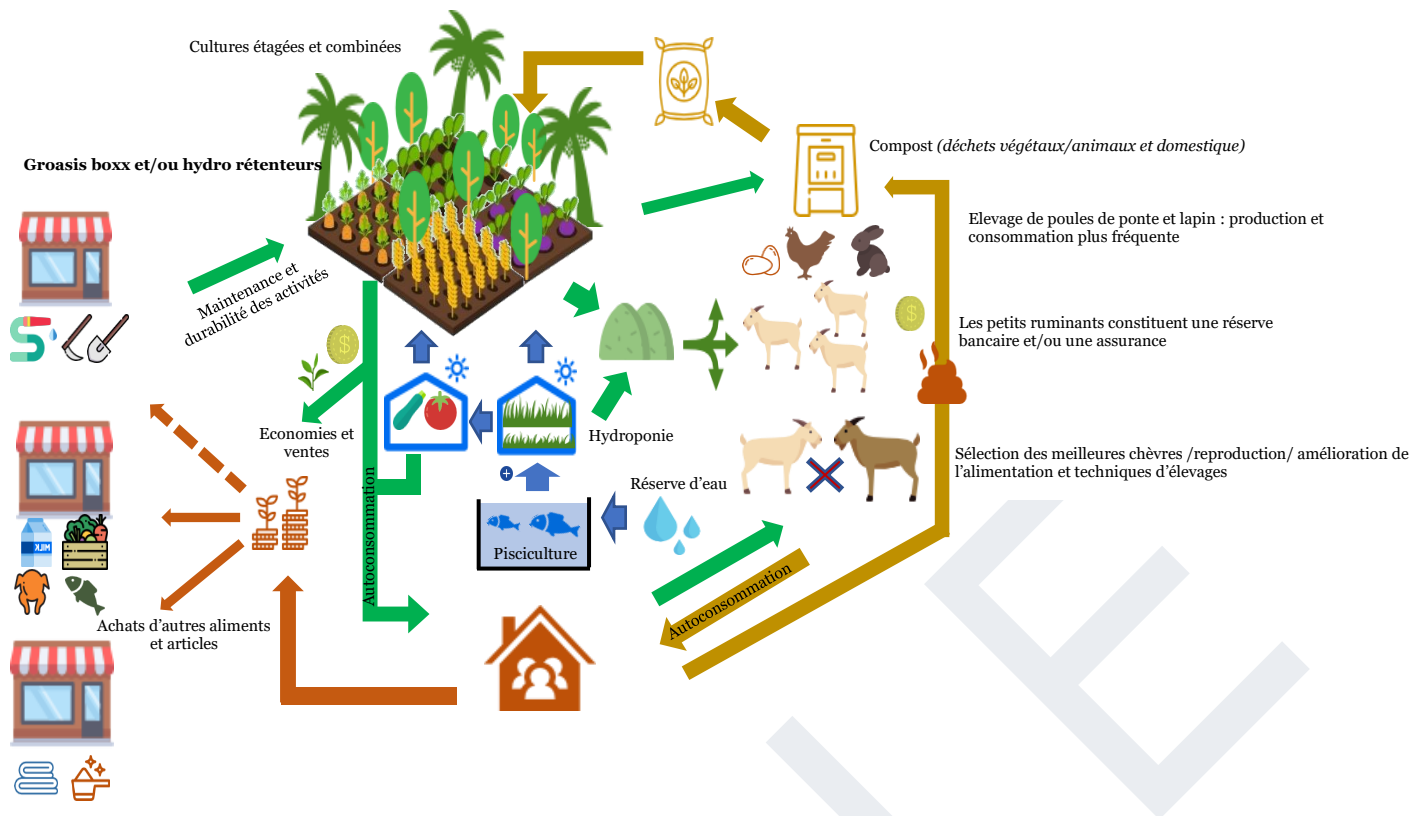 Cultures étagées et combinées
Groasis boxx et/ou hydro rétenteurs
Compost (déchets végétaux/animaux et domestique)
Elevage de poules de ponte et lapin : production et
consommation plus fréquente
Maintenance et
durabilité des activités
Les petits ruminants constituent une réserve
bancaire et/ou une assurance
Economies et
ventes
Hydroponie
Sélection des meilleures chèvres /reproduction/ amélioration de
l’alimentation et techniques d’élevages
Réserve d’eau
Autoconsommation
Pisciculture
MILK
Autoconsommation
Achats d’autres aliments
et articles